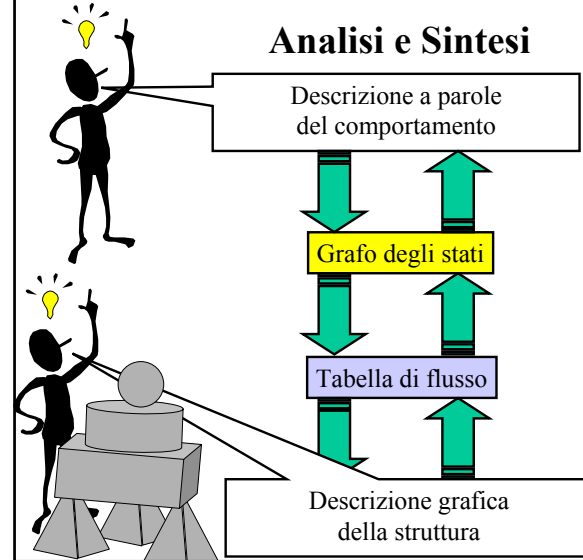 Analisi e Sintesi
Descrizione a parole
del comportamento
Grafo degli stati
Tabella di flusso
Descrizione grafica
della struttura